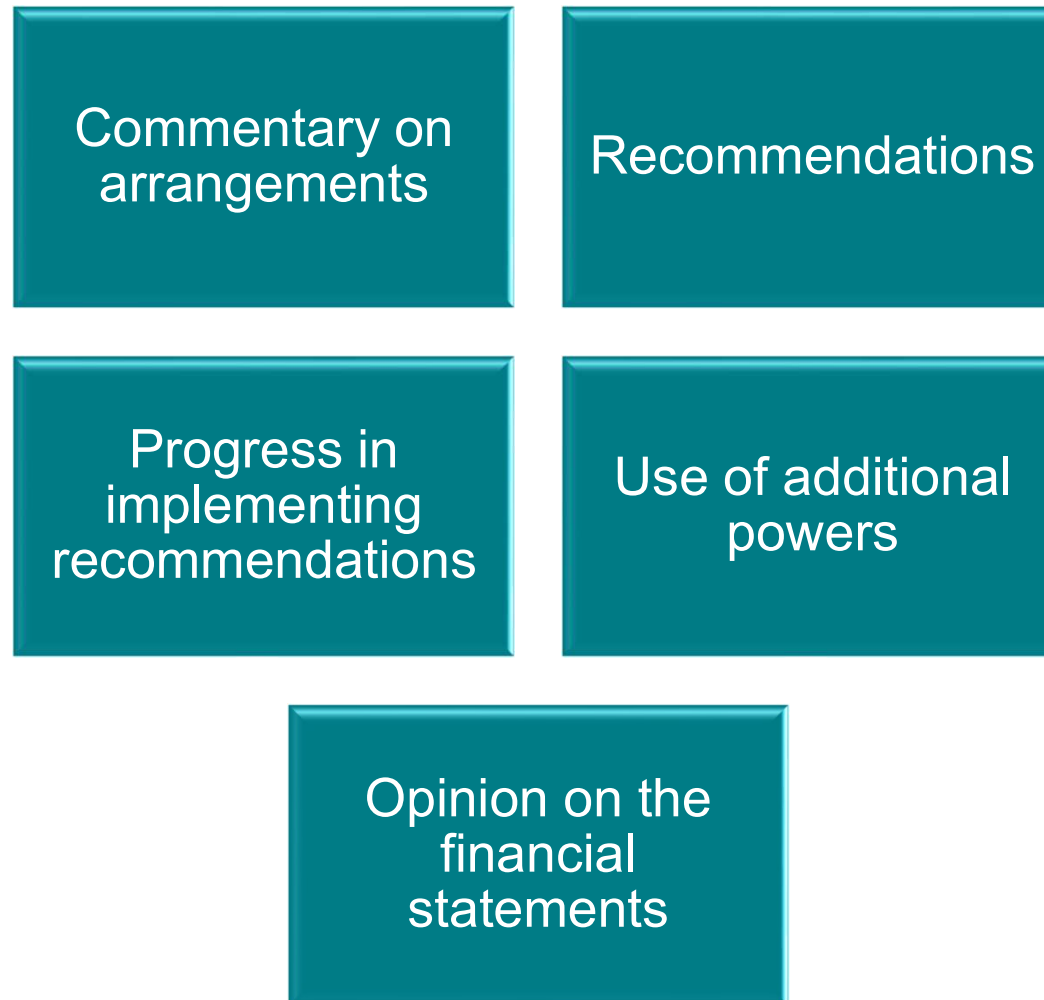 Commentary on
arrangements
Recommendations
Progress in
implementing
recommendations
Use of additional
powers
Opinion on the
financial
statements